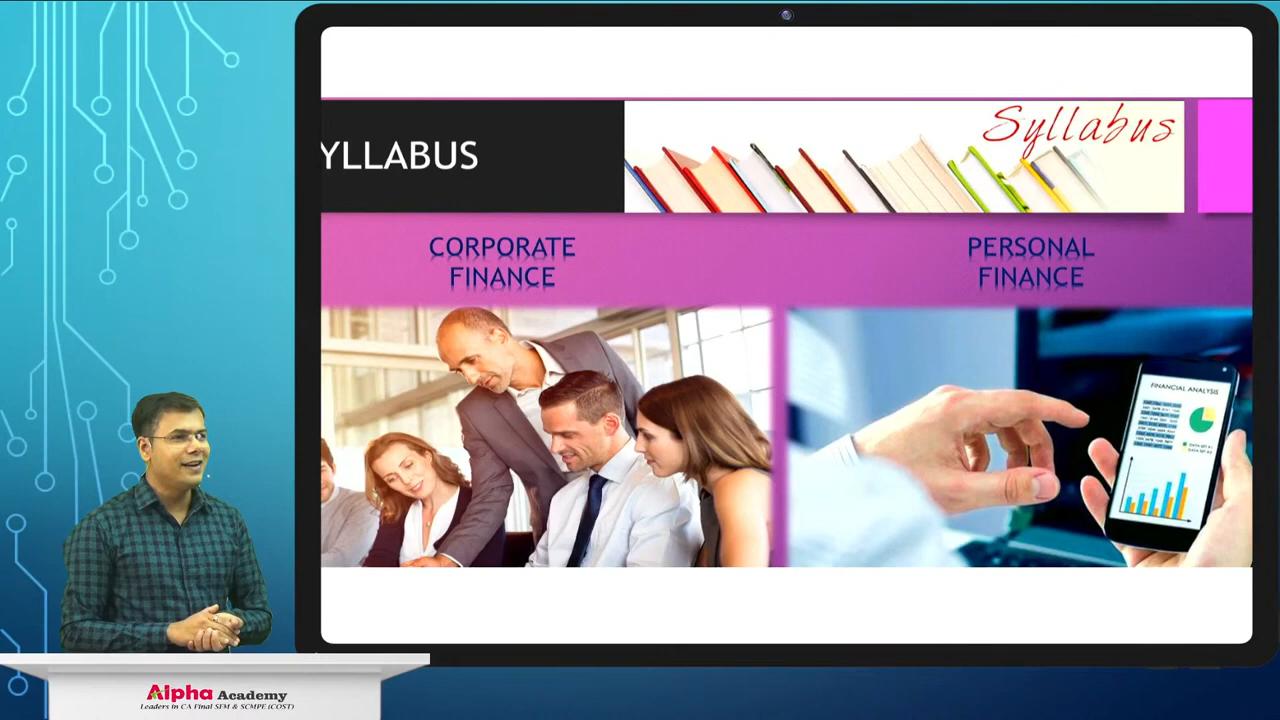 YLLABUS
Syllabus
CORPORATE
FINANCE
PERSONAL
FINANCE
FINANCIAL ANALYSIS
Alpha Academy
Leaders in CA Final SFM & SCMPE (COST)